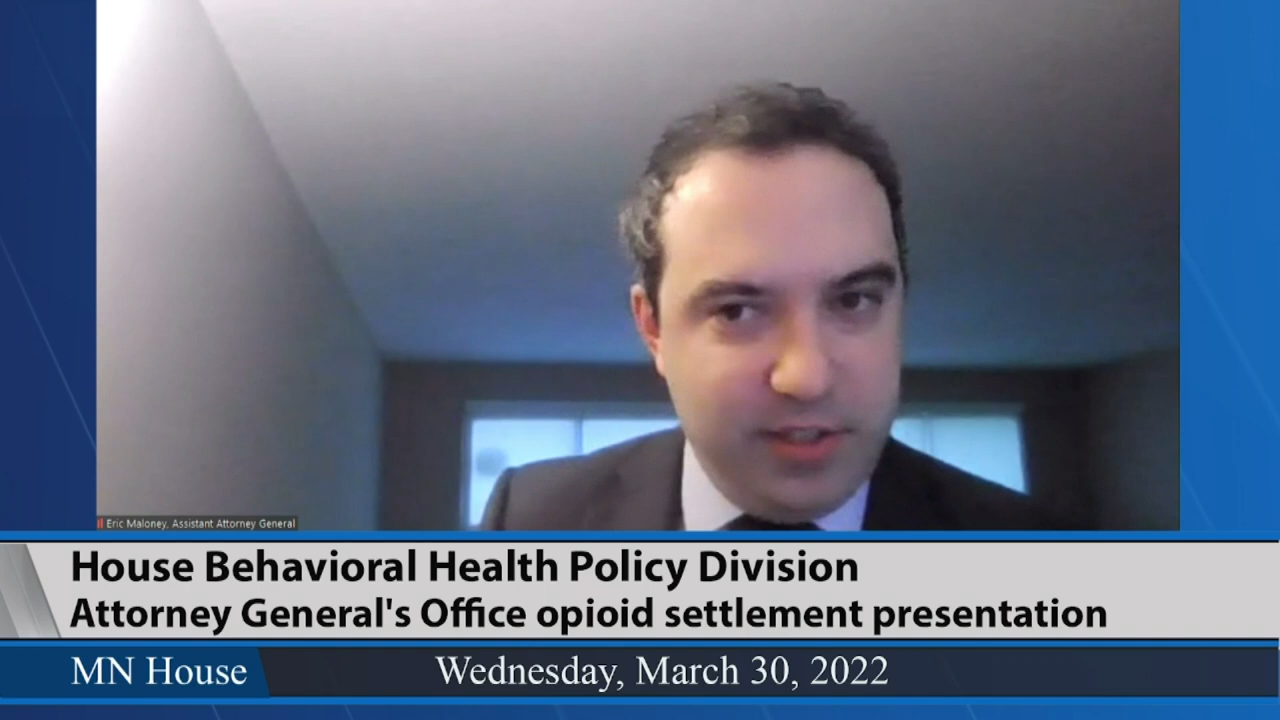 Eric Maloney, Assistant Attorney General
House Behavioral Health Policy Division
Attorney General's Office opioid settlement presentation
MN House
Wednesday, March 30, 2022